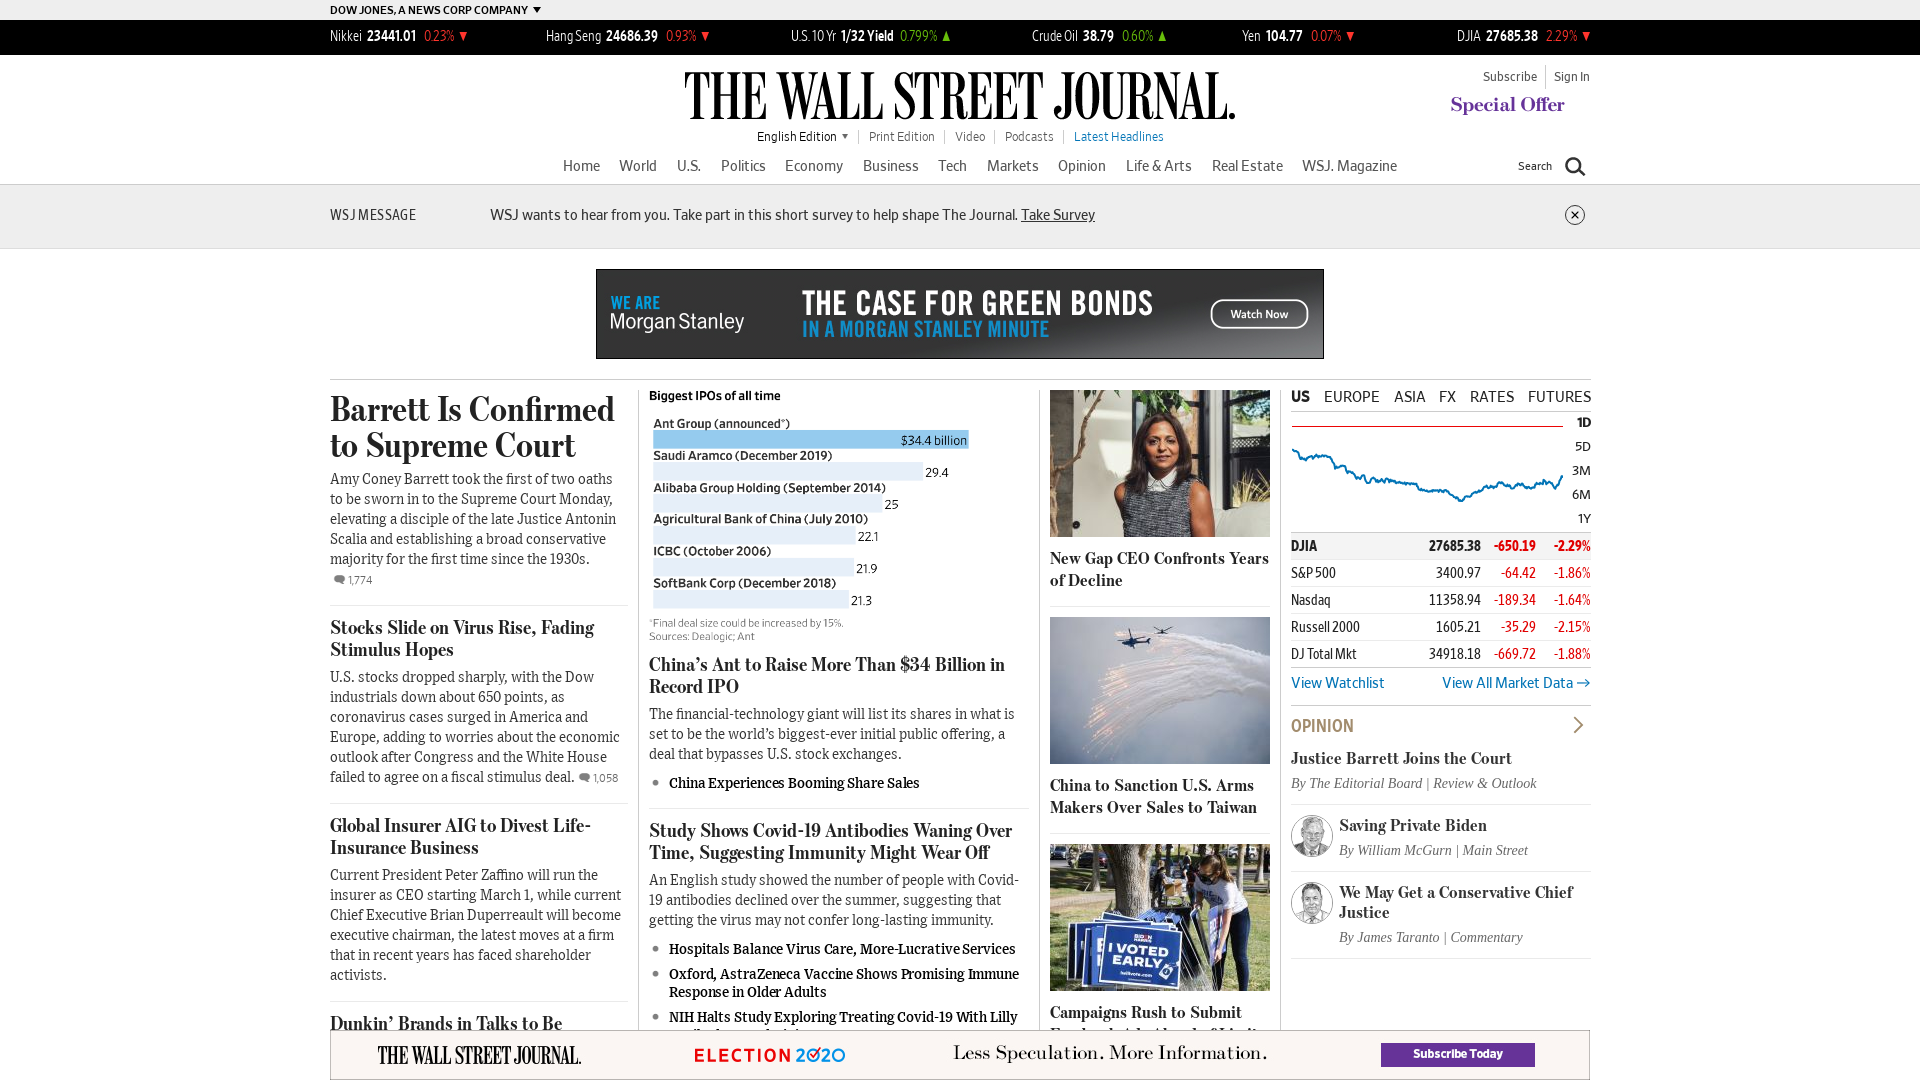 DOW JONES, A NEWS CORP COMPANY
Nikkei 23441.01 0.23% Hang Seng 24686.39 0.93% U.S. 10 Yr 1/32 Yield 0.799% Crude Oil 38.79 0.60% Yen 104.77 0.07% DJIA 27685.38 2.29%
THE WALL STREET JOURNAL.
Subscribe Sign In
Special Offer
English Edition Print Edition Video Podcasts Latest Headlines
Home World U.S. Politics Economy Business Tech Markets Opinion Life & Arts Real Estate WSJ. Magazine Search
WSJ MESSAGE WSJ wants to hear from you. Take part in this short survey to help shape The Journal. Take Survey
WE ARE
Morgan Stanley
THE CASE FOR GREEN BONDS
IN A MORGAN STANLEY MINUTE
Watch Now
Barrett Is Confirmed
to Supreme Court
Amy Coney Barrett took the first of two oaths
to be sworn in to the Supreme Court Monday,
elevating a disciple of the late Justice Antonin
Scalia and establishing a broad conservative
majority for the first time since the 1930s.
1,774
Stocks Slide on Virus Rise, Fading
Stimulus Hopes
U.S. stocks dropped sharply, with the Dow
industrials down about 650 points, as
coronavirus cases surged in America and
Europe, adding to worries about the economic
outlook after Congress and the White House
failed to agree on a fiscal stimulus deal. 1,058
Global Insurer AIG to Divest Life-
Insurance Business
Current President Peter Zaffino will run the
insurer as CEO starting March 1, while current
Chief Executive Brian Duperreault will become
executive chairman, the latest moves at a firm
that in recent years has faced shareholder
activists.
Dunkin' Brands in Talks to Be
Biggest IPOs of all time
Ant Group (announced*)
$34.4 billion
Saudi Aramco (December 2019)
29.4
Alibaba Group Holding (September 2014)
25
Agricultural Bank of China (July 2010)
22.1
ICBC (October 2006)
21.9
SoftBank Corp (December 2018)
21.3
*Final deal size could be increased by 15%.
Sources: Dealogic; Ant
China's Ant to Raise More Than $34 Billion in
Record IPO
The financial-technology giant will list its shares in what is
set to be the world's biggest-ever initial public offering, a
deal that bypasses U.S. stock exchanges.
China Experiences Booming Share Sales
Study Shows Covid-19 Antibodies Waning Over
Time, Suggesting Immunity Might Wear Off
An English study showed the number of people with Covid-
19 antibodies declined over the summer, suggesting that
getting the virus may not confer long-lasting immunity.
Hospitals Balance Virus Care, More-Lucrative Services
Oxford, AstraZeneca Vaccine Shows Promising Immune
Response in Older Adults
NIH Halts Study Exploring Treating Covid-19 With Lilly
New Gap CEO Confronts Years
of Decline
China to Sanction U.S. Arms
Makers Over Sales to Taiwan
BIDEN
HARRIS
I VOTED
EARLY
Campaigns Rush to Submit
US EUROPE ASIA FX RATES FUTURES
1D
5D
3M
6M
1Y
DJIA 27685.38 -650.19 -2.29%
S&P 500 3400.97 -64.42 -1.86%
Nasdaq 11358.94 -189.34 -1.64%
Russell 2000 1605.21 -35.29 -2.15%
DJ Total Mkt 34918.18 -669.72 -1.88%
View Watchlist View All Market Data
OPINION
Justice Barrett Joins the Court
By The Editorial Board | Review & Outlook
Saving Private Biden
By William McGurn | Main Street
We May Get a Conservative Chief
Justice
By James Taranto | Commentary
THE WALL STREET JOURNAL. ELECTION 2020 Less Speculation. More Information. Subscribe Today